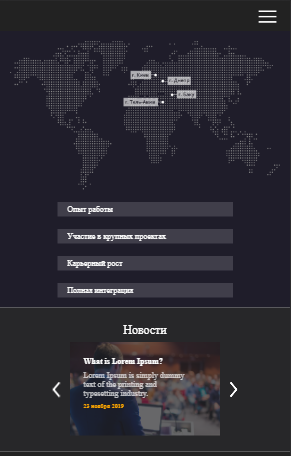 г. Киев
г. Днепр
г. Баку
г. Тель-Авив
Опыт работы
Участие в крупных проектах
Карьерный рост
Полная интеграция
Новости
What is Lorem Ipsum?
Lorem Ipsum is simply dummy
text of the printing and
typesetting industry.
23 ноября 2019